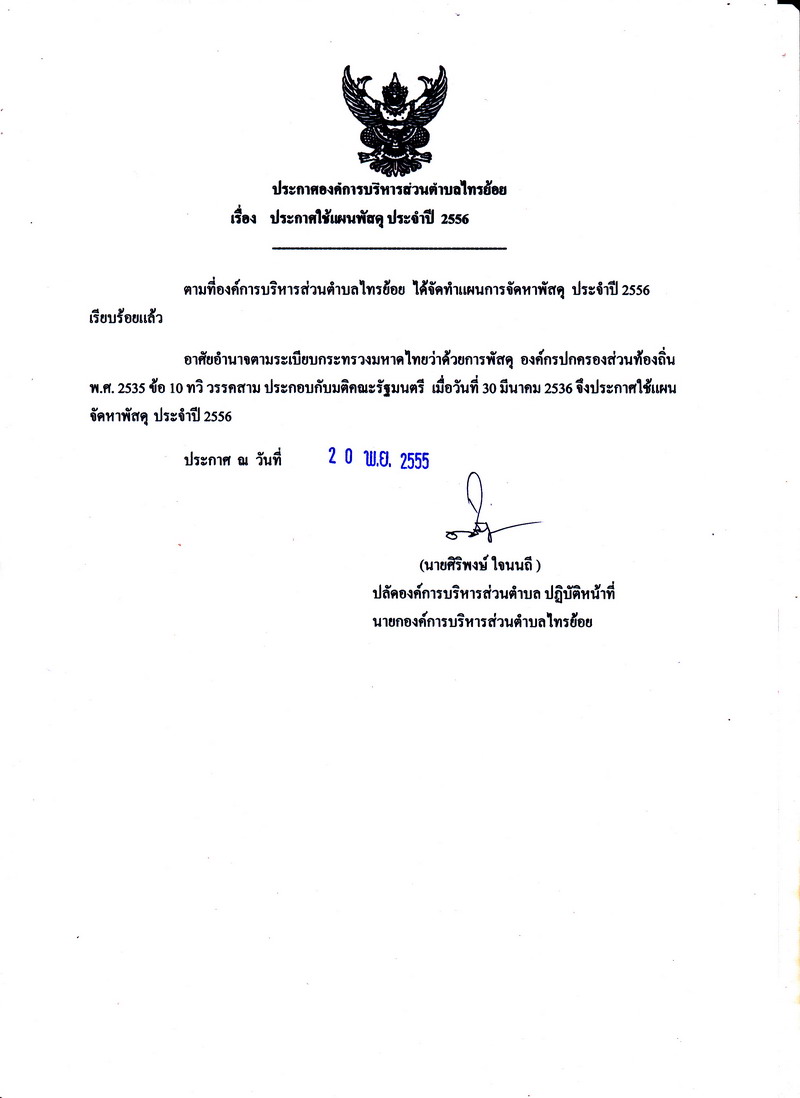 ประกาศองค์การบริหารส่วนตำบลไทรย้อย
เรื่อง ประกาศใช้แผนพัสดุ ประจำปี 2556
ตามที่องค์การบริหารส่วนตำบลไทรย้อย ได้จัดทำแผนการจัดหาพัสดุ ประจำปี 2556
เรียบร้อยแล้ว
อาศัยอำนาจตามระเบียบกระทรวงมหาดไทยว่าด้วยการพัสดุ องค์กรปกครองส่วนท้องถิ่น
พ.ศ. 2535 ข้อ 10 ทวิ วรรคสาม ประกอบกับมติคณะรัฐมนตรี เมื่อวันที่ 30 มีนาคม 2536 จึงประกาศใช้แผน
จัดหาพัสดุ ประจำปี 2556
ประกาศ ณ วันที่ 20 พ.ย. 2555
(นายศิริพงษ์ ใจนนถี )
ปลัดองค์การบริหารส่วนตำบล ปฏิบัติหน้าที่
นายกองค์การบริหารส่วนตำบลไทรย้อย